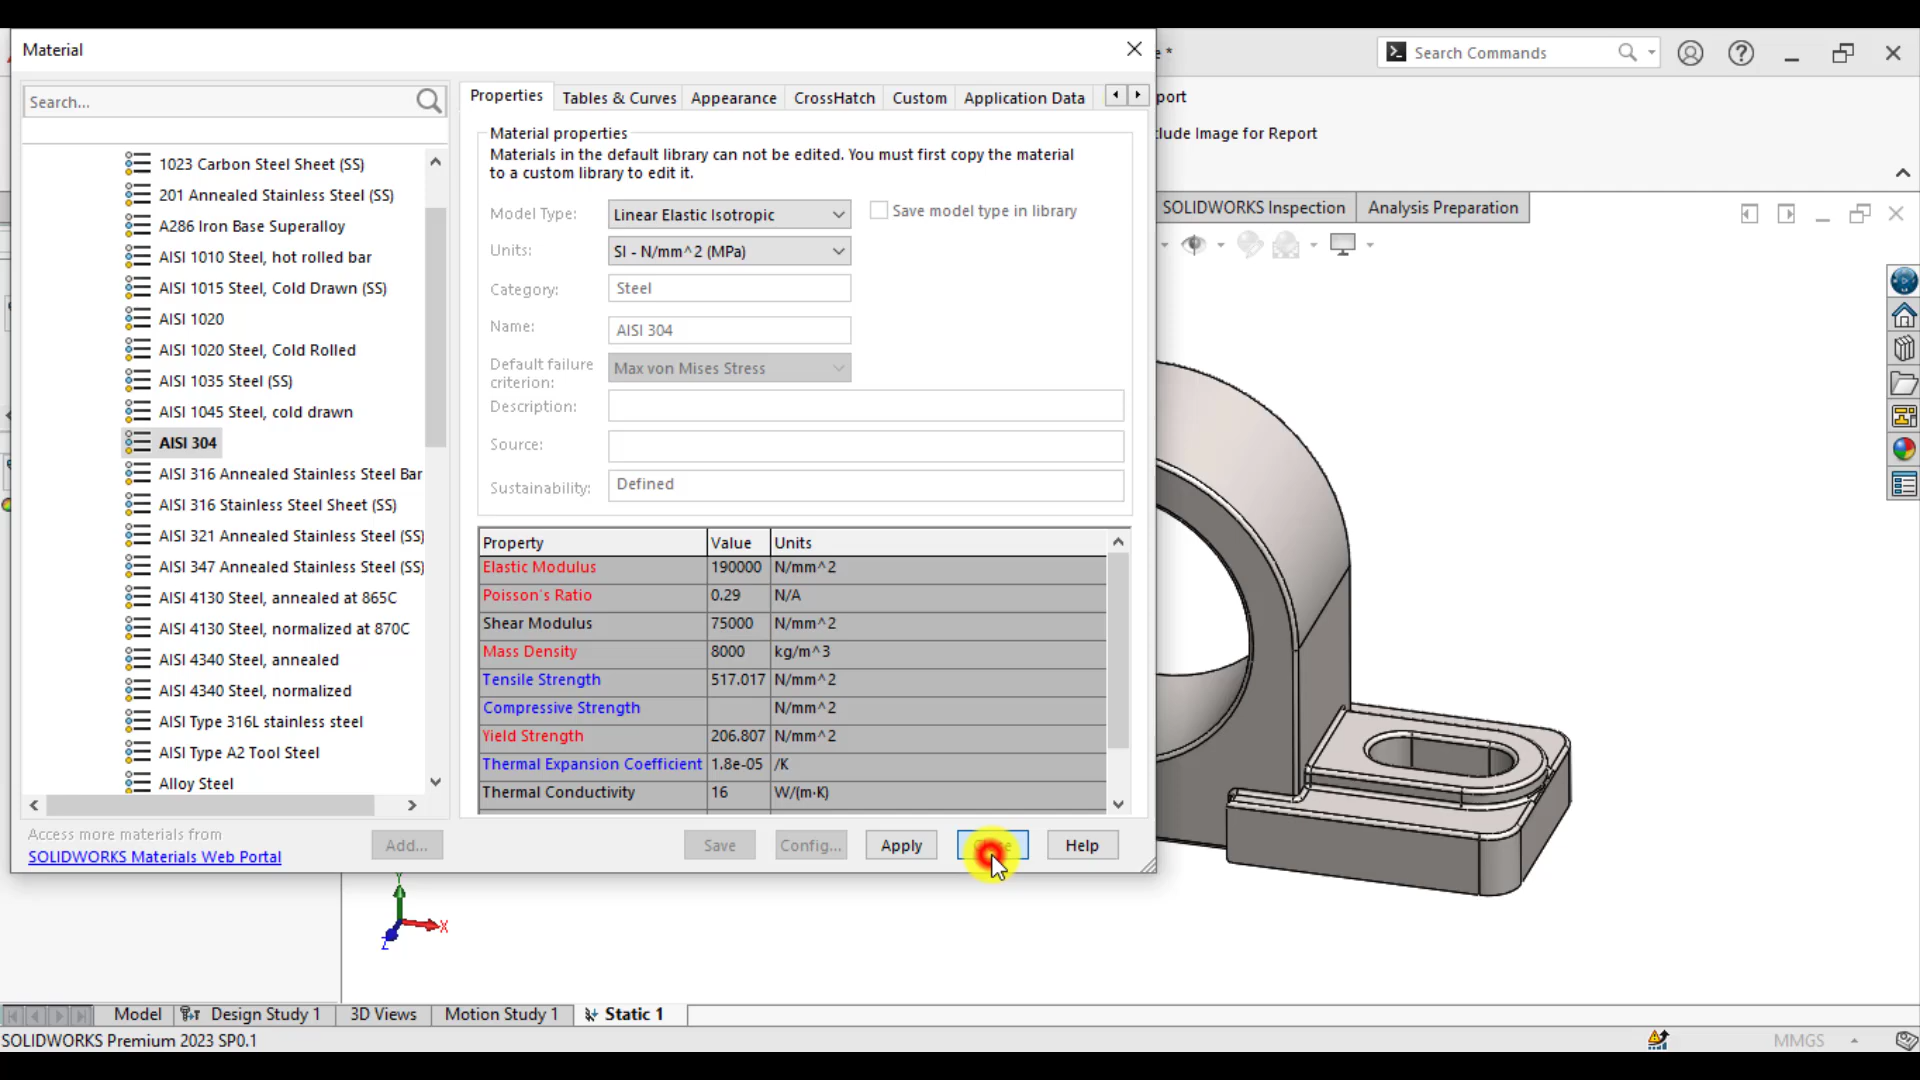 Material
e *
Search Commands
Search...
Properties
Tables & Curves
Appearance
CrossHatch
Custom
Application Data
port
clude Image for Report
Material properties
Materials in the default library can not be edited. You must first copy the material
to a custom library to edit it.
1023 Carbon Steel Sheet (SS)
201 Annealed Stainless Steel (SS)
A286 Iron Base Superalloy
AISI 1010 Steel, hot rolled bar
AISI 1015 Steel, Cold Drawn (SS)
AISI 1020
AISI 1020 Steel, Cold Rolled
AISI 1035 Steel (SS)
AISI 1045 Steel, cold drawn
AISI 304
AISI 316 Annealed Stainless Steel Bar
AISI 316 Stainless Steel Sheet (SS)
AISI 321 Annealed Stainless Steel (SS)
AISI 347 Annealed Stainless Steel (SS)
AISI 4130 Steel, annealed at 865C
AISI 4130 Steel, normalized at 870C
AISI 4340 Steel, annealed
AISI 4340 Steel, normalized
AISI Type 316L stainless steel
AISI Type A2 Tool Steel
Alloy Steel
Model Type: Linear Elastic Isotropic
Save model type in library
Units: SI - N/mm^2 (MPa)
Category: Steel
Name: AISI 304
Default failure
criterion: Max von Mises Stress
Description:
Source:
Sustainability: Defined
SOLIDWORKS Inspection
Analysis Preparation
Property Value Units
Elastic Modulus 190000 N/mm^2
Poisson's Ratio 0.29 N/A
Shear Modulus 75000 N/mm^2
Mass Density 8000 kg/m^3
Tensile Strength 517.017 N/mm^2
Compressive Strength N/mm^2
Yield Strength 206.807 N/mm^2
Thermal Expansion Coefficient 1.8e-05 /K
Thermal Conductivity 16 W/(m·K)
Access more materials from
SOLIDWORKS Materials Web Portal
Add...
Save
Config...
Apply
Help
Y
X
Z
Model
Design Study 1
3D Views
Motion Study 1
Static 1
SOLIDWORKS Premium 2023 SP0.1
MMGS